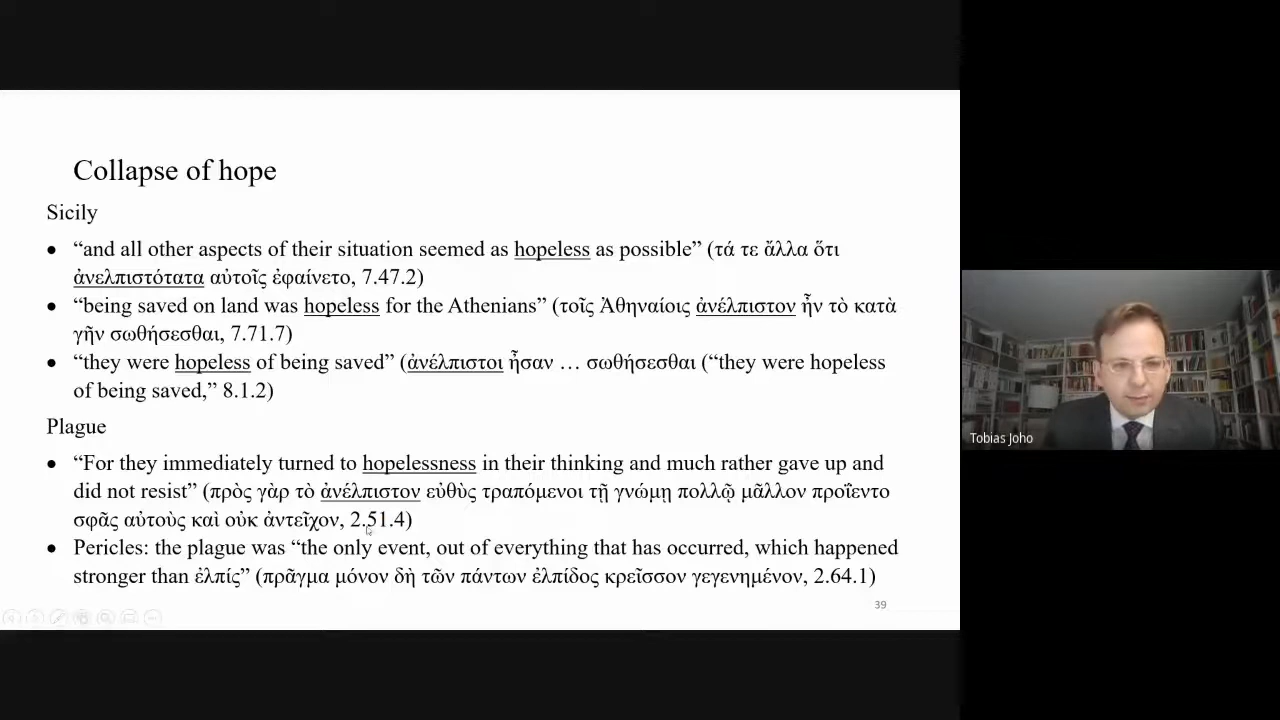 Collapse of hope
Sicily
• “and all other aspects of their situation seemed as hopeless as possible” (τά τε ἄλλα ὅτι
ἀνελπιστότατα αὐτοῖς ἐφαίνετο, 7.47.2)
• “being saved on land was hopeless for the Athenians” (τοῖς Ἀθηναίοις ἀνέλπιστον ἦν τὸ κατὰ
γῆν σωθήσεσθαι, 7.71.7)
• “they were hopeless of being saved” (ἀνέλπιστοι ἦσαν … σωθήσεσθαι (“they were hopeless
of being saved,” 8.1.2)
Plague
• “For they immediately turned to hopelessness in their thinking and much rather gave up and
did not resist” (πρὸς γὰρ τὸ ἀνέλπιστον εὐθὺς τραπόμενοι τῇ γνώμῃ πολλῷ μᾶλλον προΐεντο
σφᾶς αὐτοὺς καὶ οὐκ ἀντεῖχον, 2.51.4)
• Pericles: the plague was “the only event, out of everything that has occurred, which happened
stronger than ἐλπίς” (πρᾶγμα μόνον δὴ τῶν πάντων ἐλπίδος κρεῖσσον γεγενημένον, 2.64.1)
39
Tobias Joho